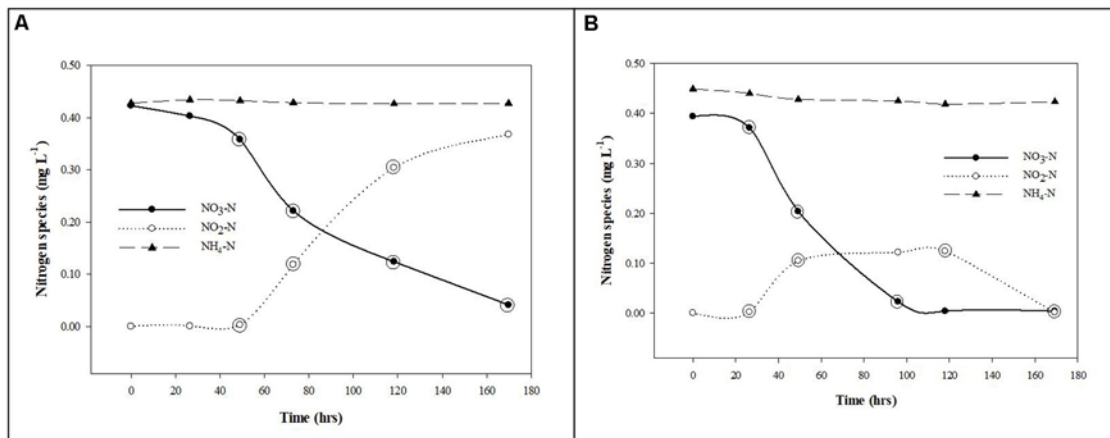 A
0.50
0.40
0.30
0.20
0.10
0.00
Nitrogen species (mg L-1)
NO3-N
NO2-N
NH4-N
0 20 40 60 80 100 120 140 160 180
Time (hrs)
B
0.50
0.40
0.30
0.20
0.10
0.00
Nitrogen species (mg L-1)
NO3-N
NO2-N
NH4-N
0 20 40 60 80 100 120 140 160 180
Time (hrs)